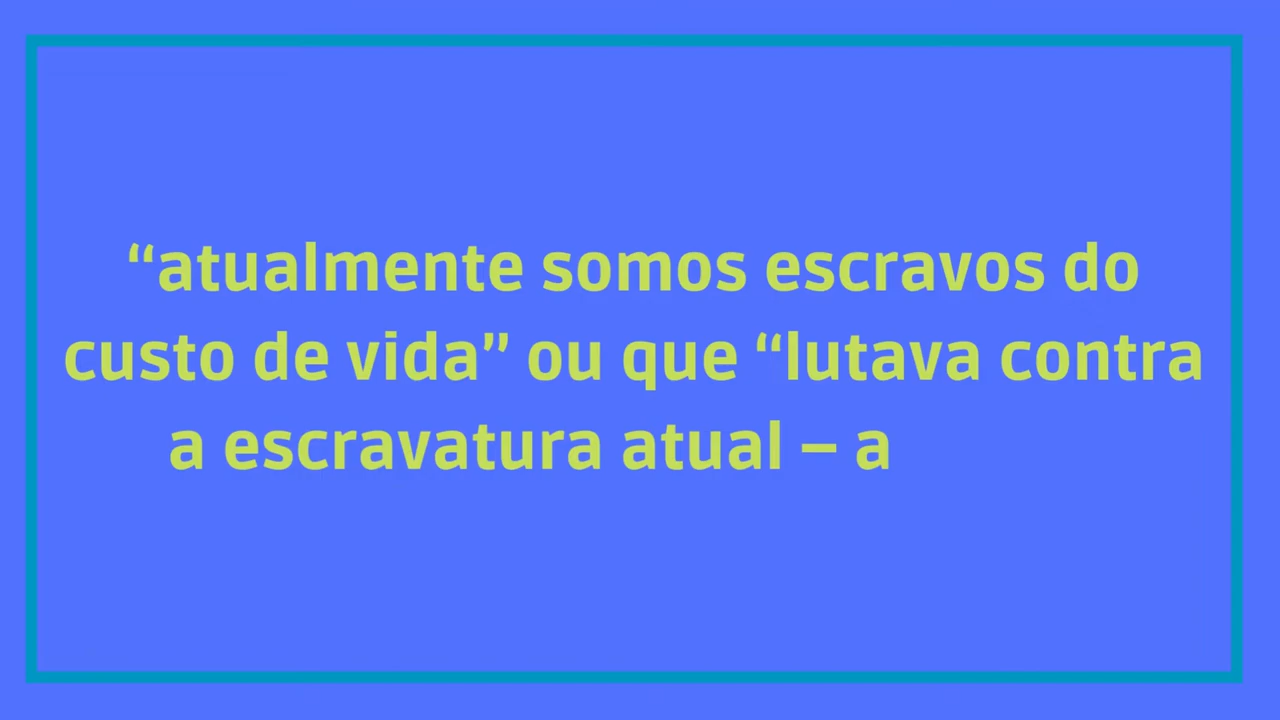 “atualmente somos escravos do
custo de vida” ou que “lutava contra
a escravatura atual – a